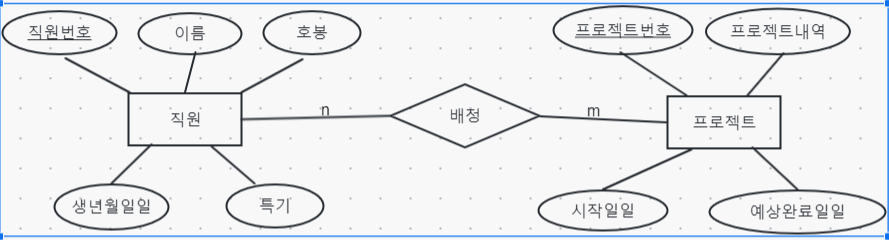 직원번호
이름
호봉
프로젝트번호
프로젝트내역
직원
n
배정
m
프로젝트
생년월일일
특기
시작일일
예상완료일일